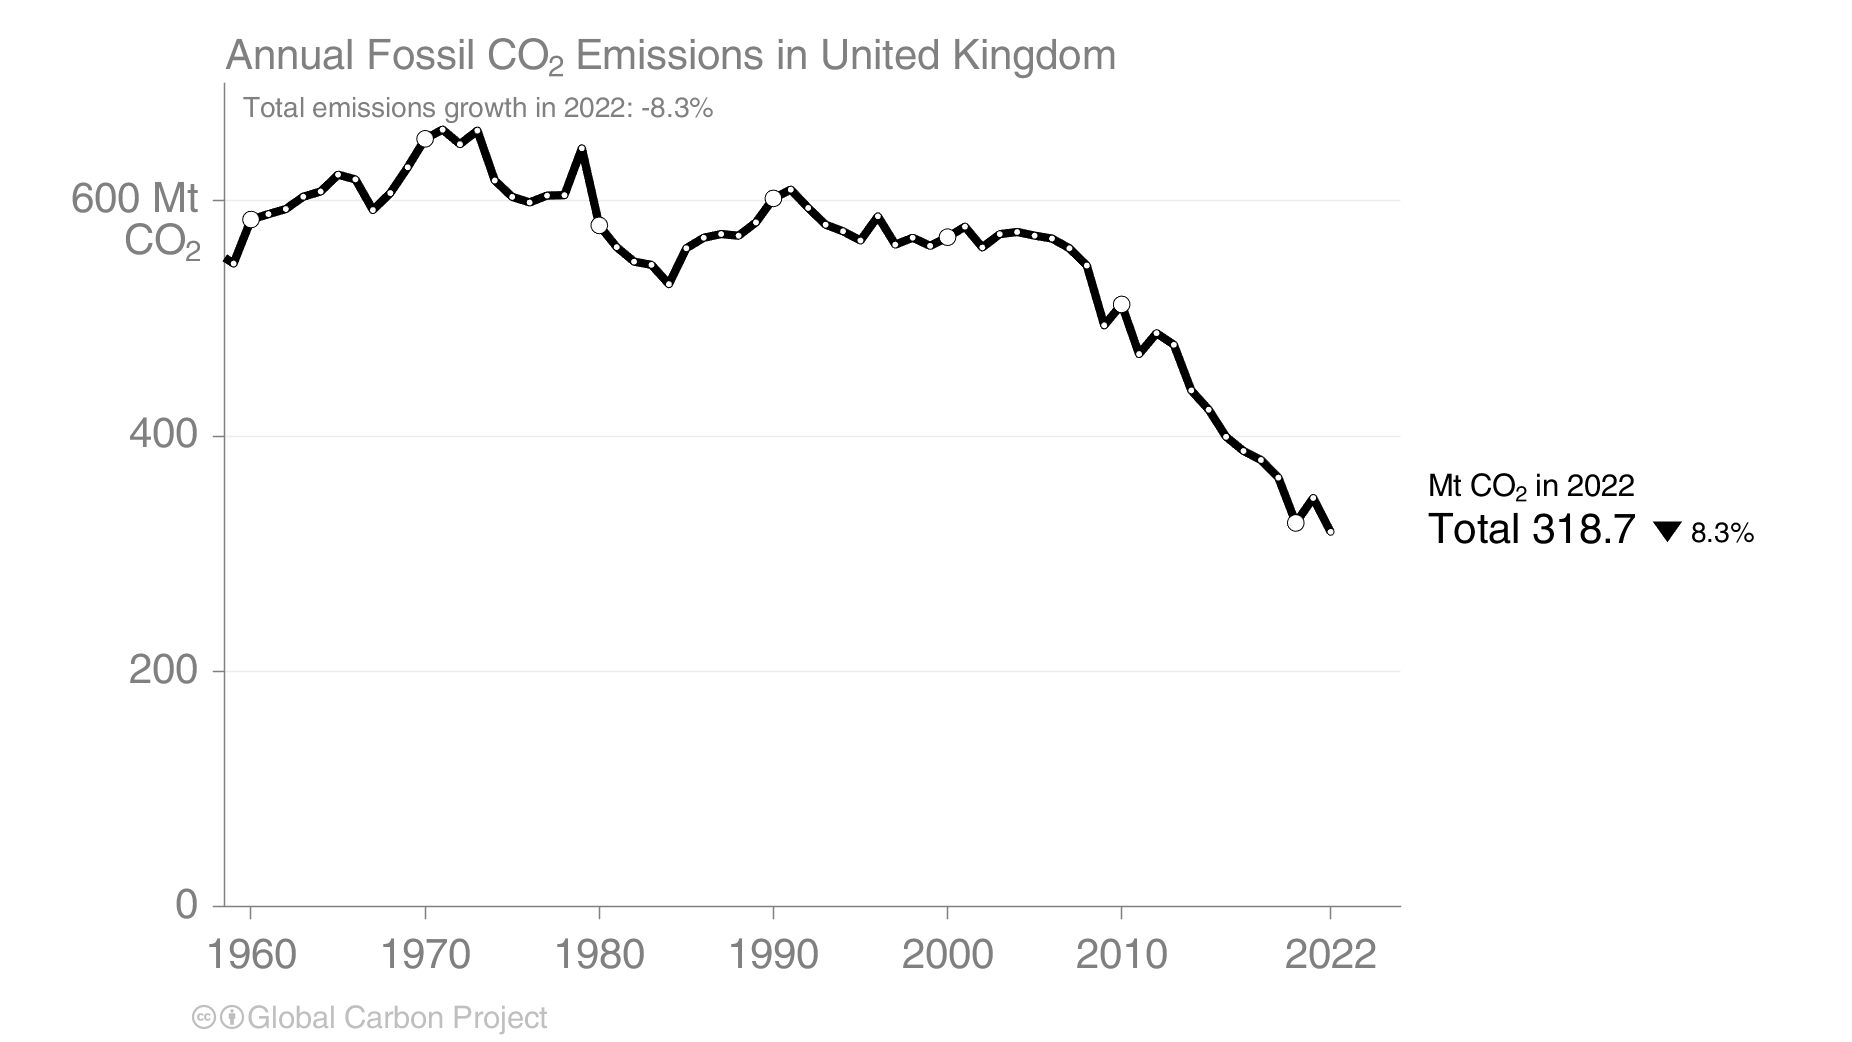 Annual Fossil CO₂ Emissions in United Kingdom
Total emissions growth in 2022: -8.3%
600 Mt
CO₂
400
200
0
1960 1970 1980 1990 2000 2010 2022
Mt CO₂ in 2022
Total 318.7 ▼ 8.3%
cc Global Carbon Project